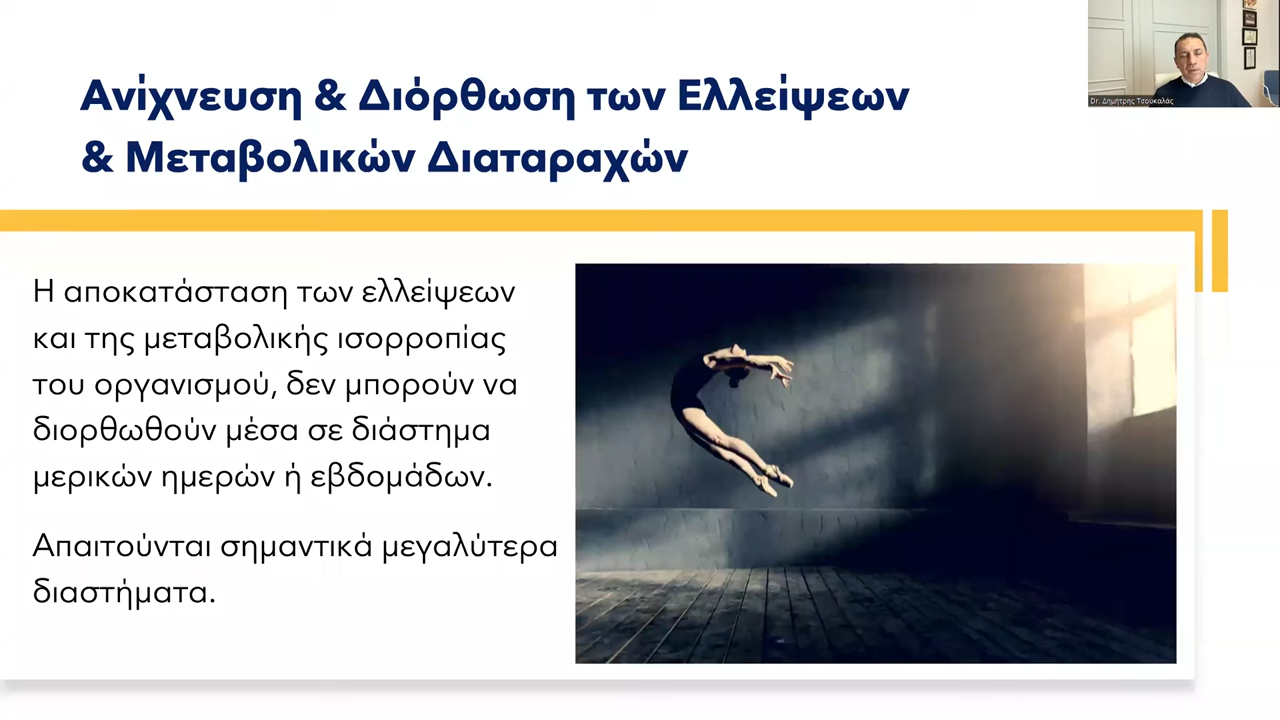 Ανίχνευση & Διόρθωση των Ελλείψεων
& Μεταβολικών Διαταραχών
Dr. Δημήτρης Τσουκαλάς
Η αποκατάσταση των ελλείψεων
και της μεταβολικής ισορροπίας
του οργανισμού, δεν μπορούν να
διορθωθούν μέσα σε διάστημα
μερικών ημερών ή εβδομάδων.
Απαιτούνται σημαντικά μεγαλύτερα
διαστήματα.